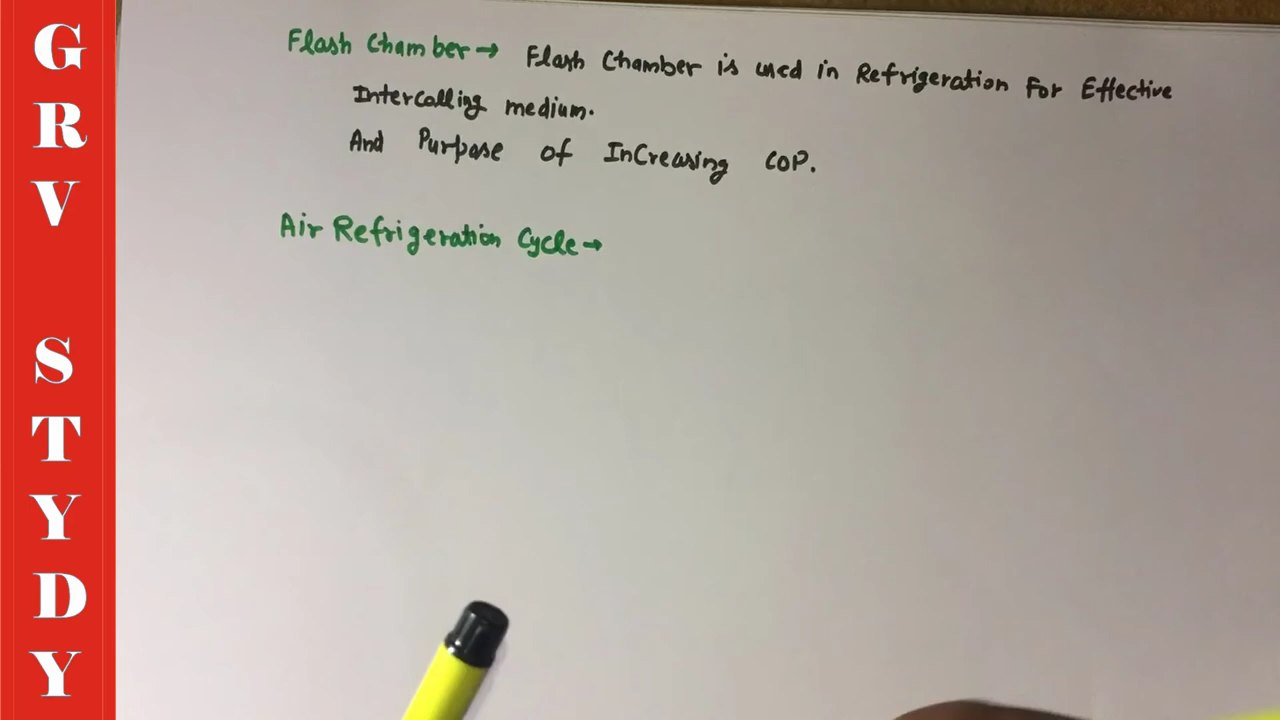 GRV STYDY
Flash Chamber → Flash Chamber is used in Refrigeration For Effective
Intercalling medium.
And Purpose of InCreasing COP.
Air Refrigeration Cycle →